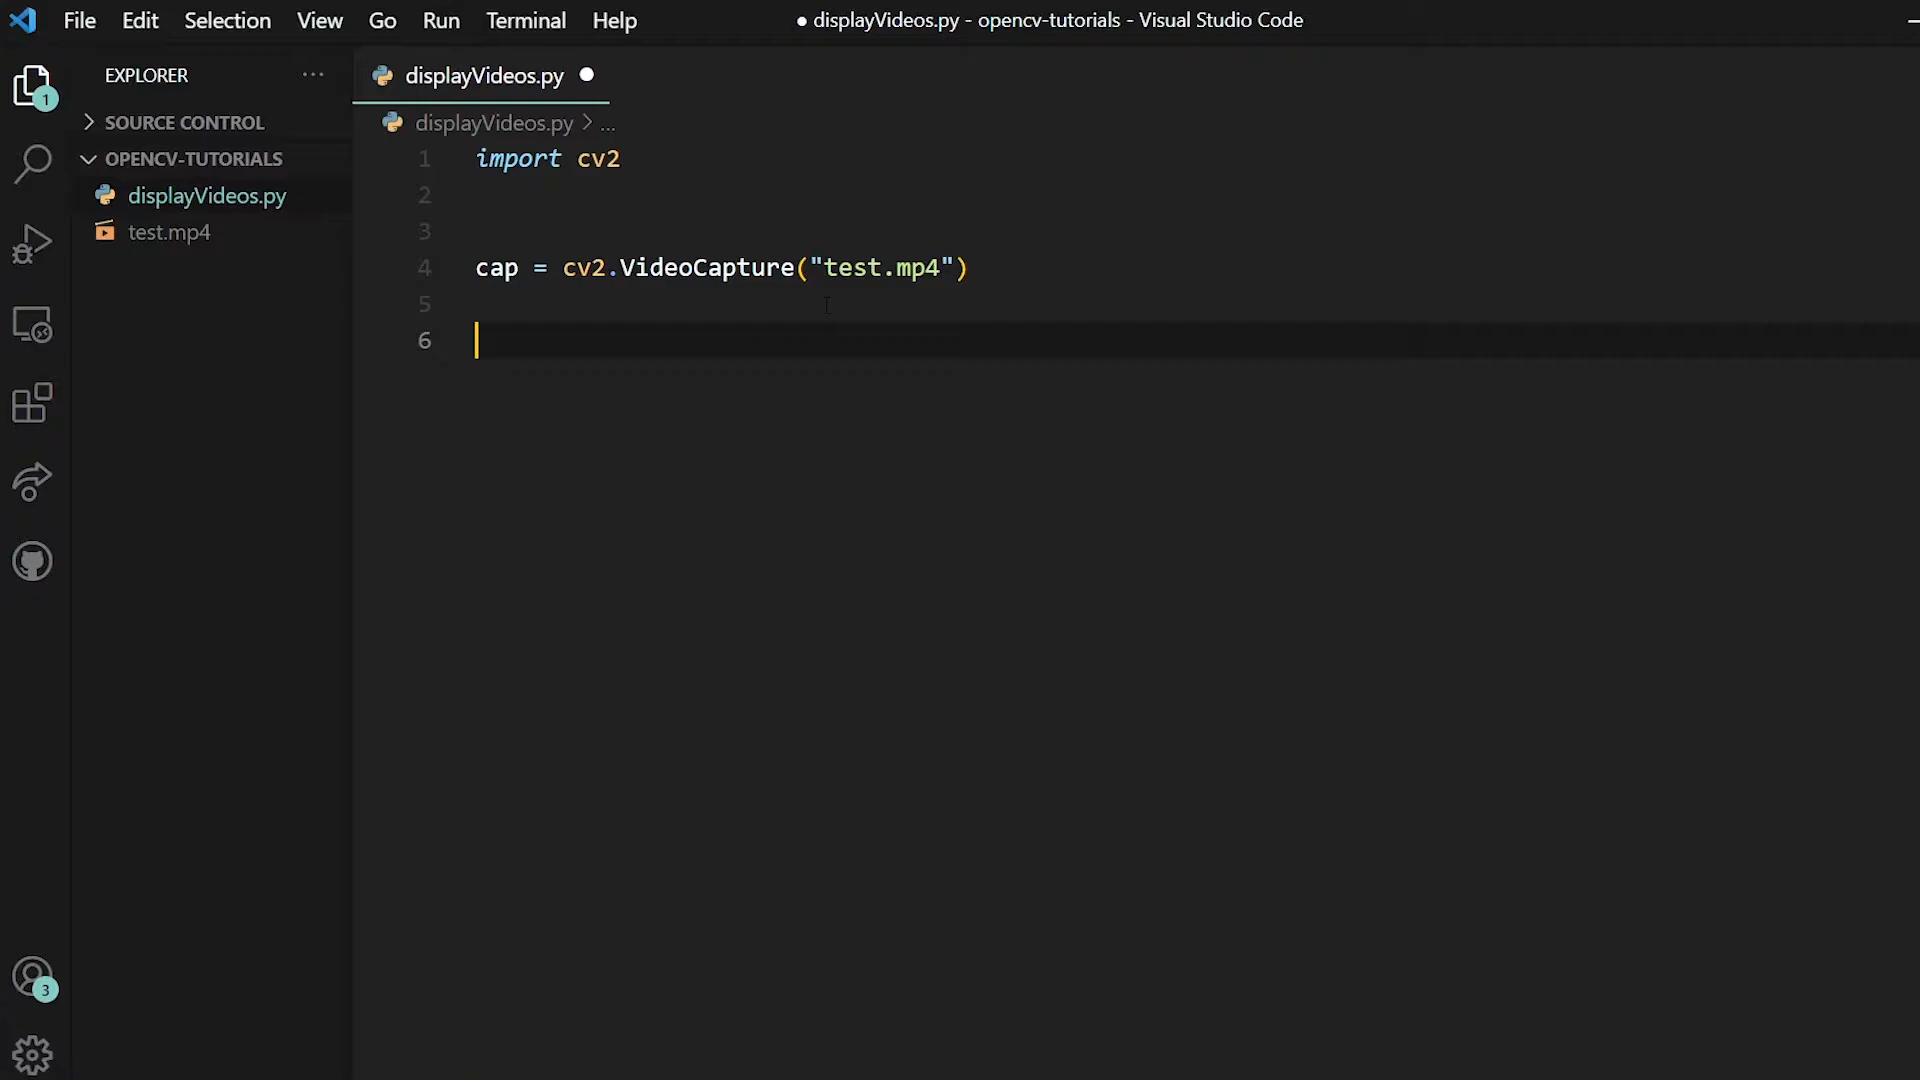 File Edit Selection View Go Run Terminal Help
● displayVideos.py - opencv-tutorials - Visual Studio Code
1
EXPLORER ...
SOURCE CONTROL
OPENCV-TUTORIALS
displayVideos.py
test.mp4
displayVideos.py ●
displayVideos.py > ...
1 import cv2
2
3
4 cap = cv2.VideoCapture("test.mp4")
5
6
3